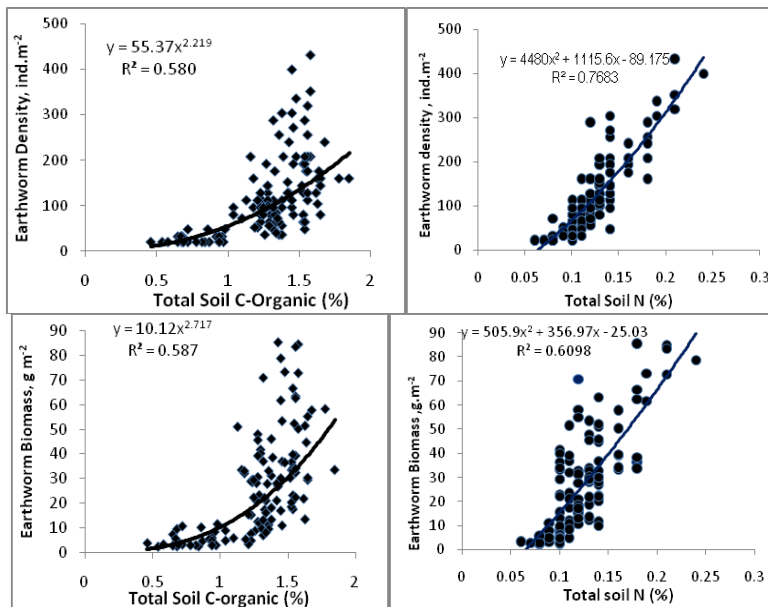 500
400
300
200
100
0
Earthworm Density, ind.m-2
y = 55.37x^2.219
R² = 0.580
0 0.5 1 1.5 2
Total Soil C-Organic (%)
500
400
300
200
100
0
Earthworm density, ind.m-2
y = 4480x² + 1115.6x - 89.175
R² = 0.7683
0 0.05 0.1 0.15 0.2 0.25 0.3
Total Soil N (%)
90
80
70
60
50
40
30
20
10
0
Earthworm Biomass, g m-2
y = 10.12x^2.717
R² = 0.587
0 0.5 1 1.5 2
Total Soil C-organic (%)
90
80
70
60
50
40
30
20
10
0
Earthworm Biomass ,g.m-2
y = 505.9x² + 356.97x - 25.03
R² = 0.6098
0 0.05 0.1 0.15 0.2 0.25 0.3
Total soil N (%)